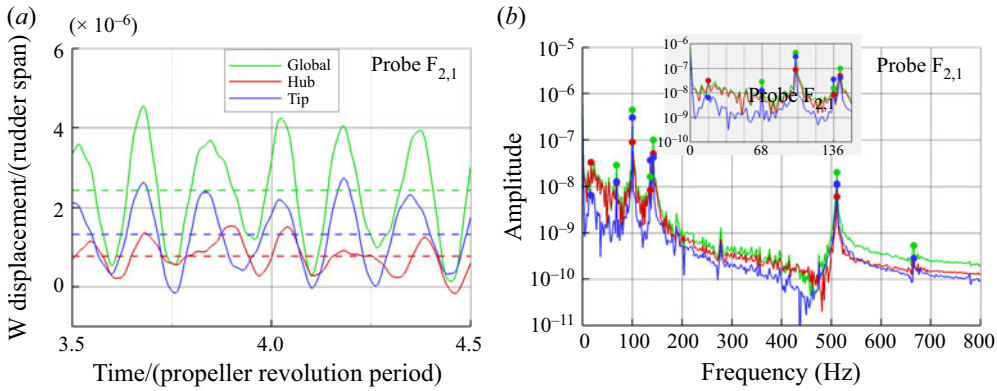 (a)
(× 10⁻⁶)
6
4
2
0
W displacement/(rudder span)
Global
Hub
Tip
Probe F₂,₁
3.5 4.0 4.5
Time/(propeller revolution period)
(b)
10⁻⁵
10⁻⁶
10⁻⁷
10⁻⁸
10⁻⁹
10⁻¹⁰
10⁻¹¹
Amplitude
10⁻⁶
10⁻⁷
10⁻⁸
10⁻⁹
10⁻¹⁰
Probe F₂,₁
0 68 136
Probe F₂,₁
0 100 200 300 400 500 600 700 800
Frequency (Hz)